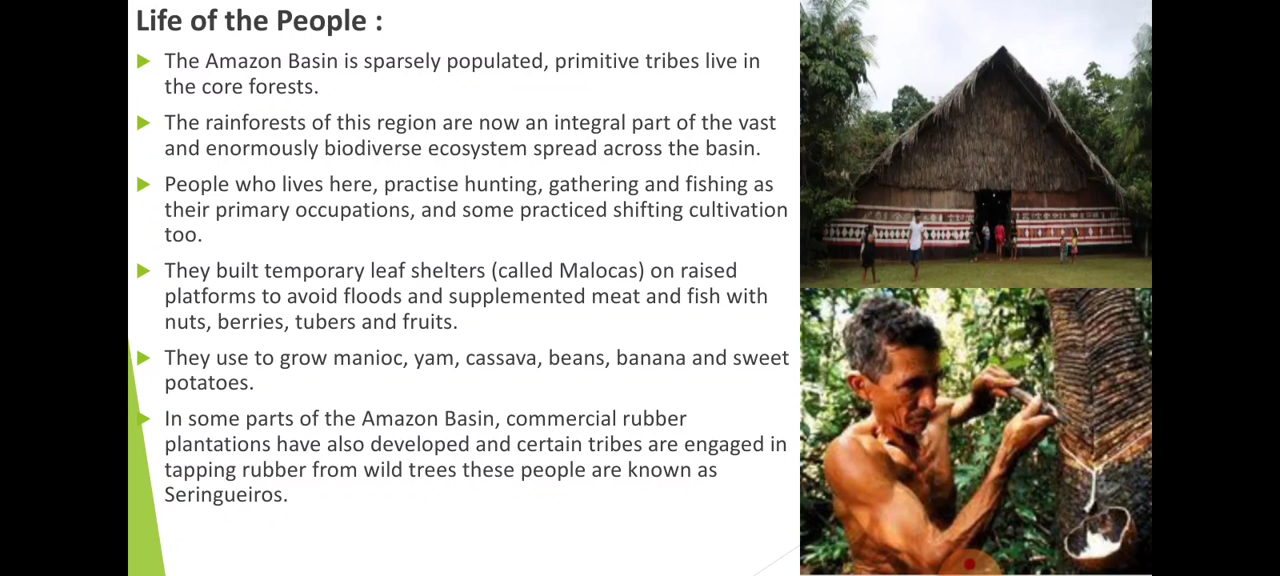 Life of the People :
The Amazon Basin is sparsely populated, primitive tribes live in
the core forests.
The rainforests of this region are now an integral part of the vast
and enormously biodiverse ecosystem spread across the basin.
People who lives here, practise hunting, gathering and fishing as
their primary occupations, and some practiced shifting cultivation
too.
They built temporary leaf shelters (called Malocas) on raised
platforms to avoid floods and supplemented meat and fish with
nuts, berries, tubers and fruits.
They use to grow manioc, yam, cassava, beans, banana and sweet
potatoes.
In some parts of the Amazon Basin, commercial rubber
plantations have also developed and certain tribes are engaged in
tapping rubber from wild trees these people are known as
Seringueiros.